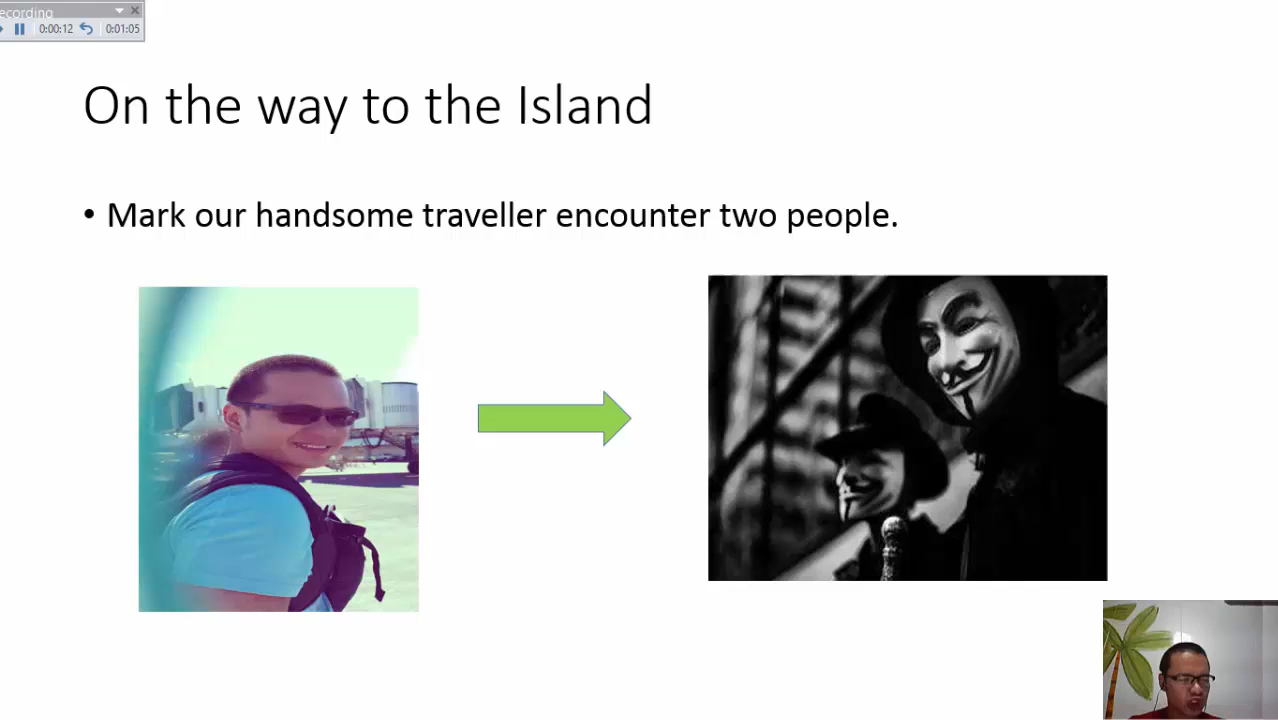 ecording
0:00:12 0:01:05
On the way to the Island
• Mark our handsome traveller encounter two people.